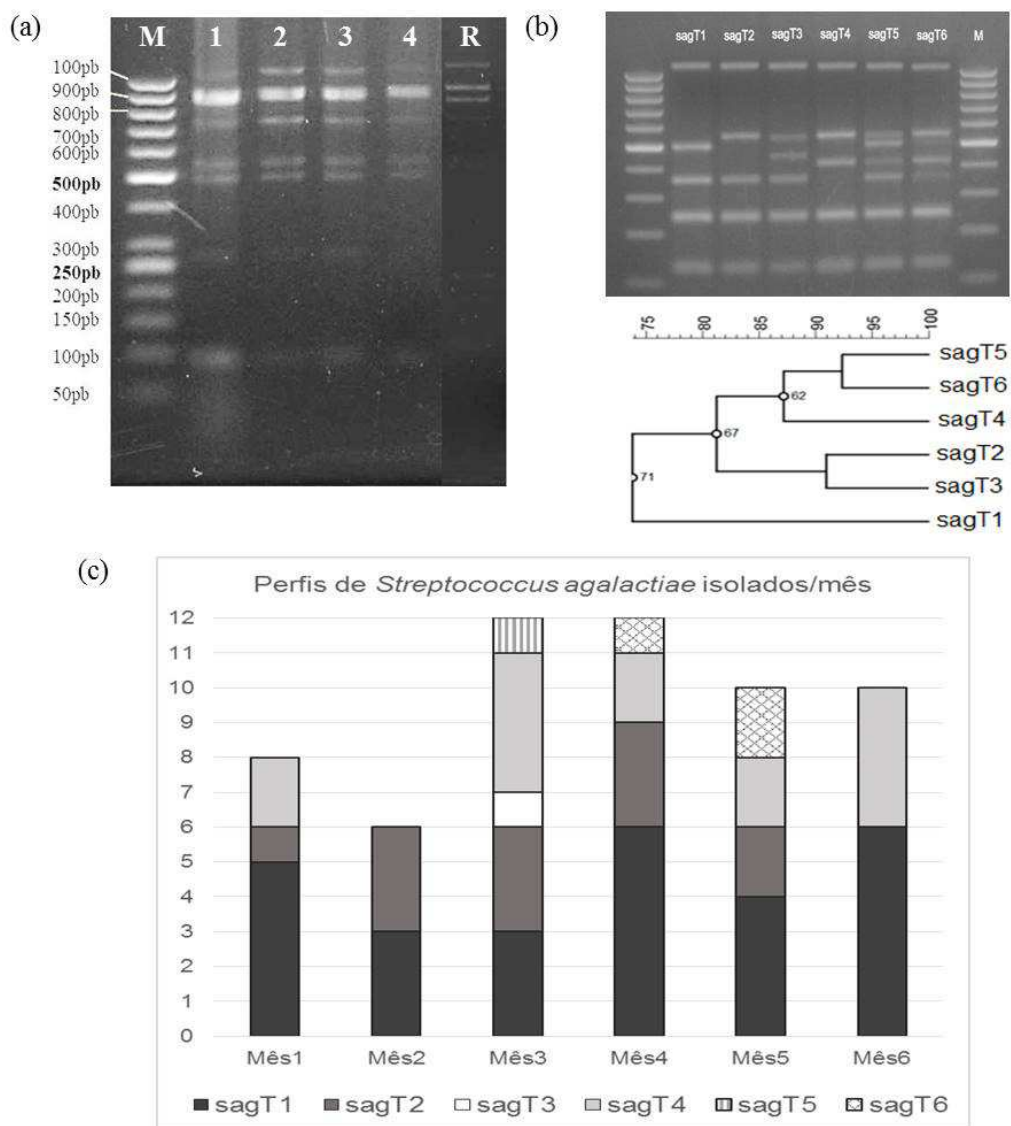 (a)
M 1 2 3 4 R
100pb
900pb
800pb
700pb
600pb
500pb
400pb
300pb
250pb
200pb
150pb
100pb
50pb
(b)
sagT1 sagT2 sagT3 sagT4 sagT5 sagT6 M
75 80 85 90 95 100
sagT5
sagT6
62
sagT4
67
sagT2
71
sagT3
sagT1
(c)
Perfis de Streptococcus agalactiae isolados/mês
12
11
10
9
8
7
6
5
4
3
2
1
0
Mês1 Mês2 Mês3 Mês4 Mês5 Mês6
sagT1 sagT2 sagT3 sagT4 sagT5 sagT6